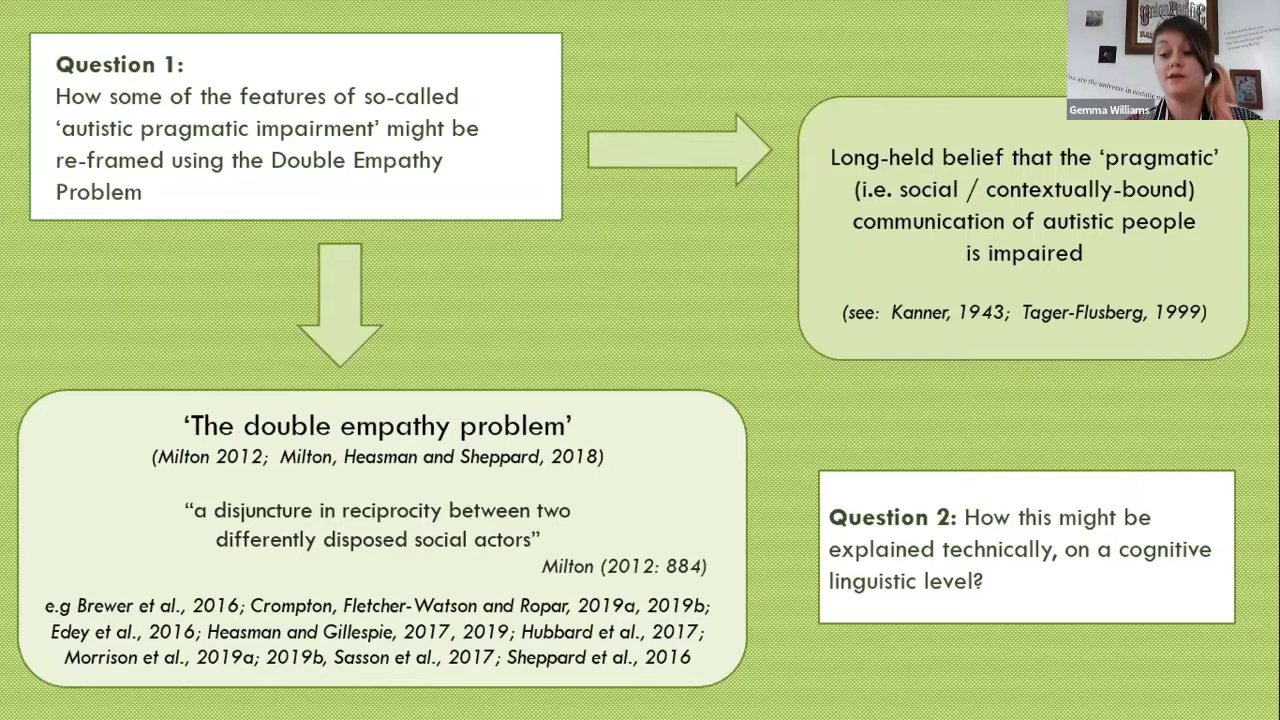 Question 1:
How some of the features of so-called
‘autistic pragmatic impairment’ might be
re-framed using the Double Empathy
Problem
Gemma Williams
Long-held belief that the ‘pragmatic’
(i.e. social / contextually-bound)
communication of autistic people
is impaired
(see: Kanner, 1943; Tager-Flusberg, 1999)
‘The double empathy problem’
(Milton 2012; Milton, Heasman and Sheppard, 2018)
“a disjuncture in reciprocity between two
differently disposed social actors”
Milton (2012: 884)
e.g Brewer et al., 2016; Crompton, Fletcher-Watson and Ropar, 2019a, 2019b;
Edey et al., 2016; Heasman and Gillespie, 2017, 2019; Hubbard et al., 2017;
Morrison et al., 2019a; 2019b, Sasson et al., 2017; Sheppard et al., 2016
Question 2: How this might be
explained technically, on a cognitive
linguistic level?